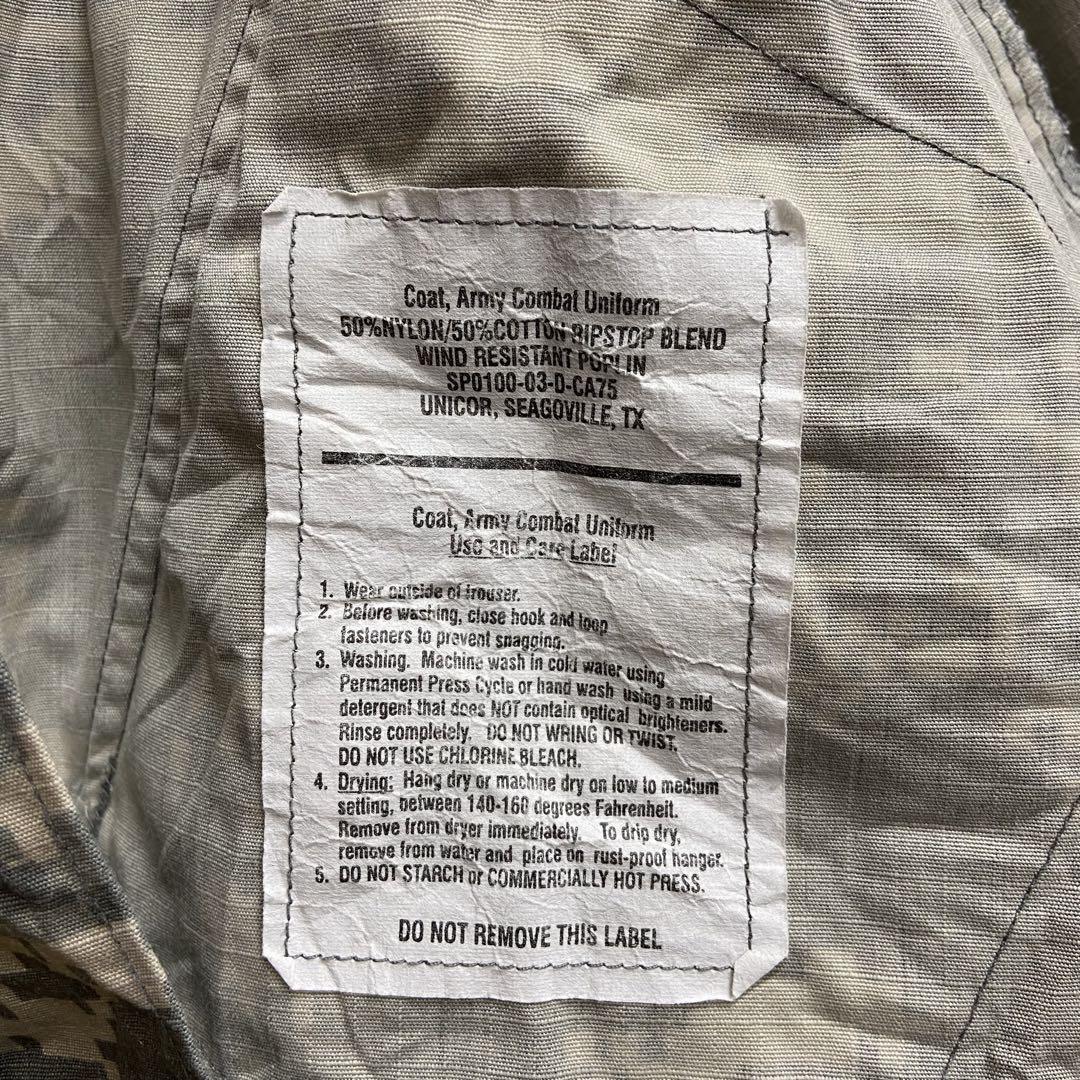 Coat, Army Combat Uniform
50%NYLON/50%COTTON RIPSTOP BLEND
WIND RESISTANT POPLIN
SP0100-03-D-CA75
UNICOR, SEAGOVILLE, TX
Coat, Army Combat Uniform
Use and Care Label
1. Wear outside of trouser.
2. Before washing, close hook and loop
fasteners to prevent snagging.
3. Washing. Machine wash in cold water using
Permanent Press Cycle or hand wash using a mild
detergent that does NOT contain optical brighteners.
Rinse completely. DO NOT WRING OR TWIST.
DO NOT USE CHLORINE BLEACH.
4. Drying: Hang dry or machine dry on low to medium
setting, between 140-160 degrees Fahrenheit.
Remove from dryer immediately. To drip dry,
remove from water and place on rust-proof hanger.
5. DO NOT STARCH or COMMERCIALLY HOT PRESS.
DO NOT REMOVE THIS LABEL